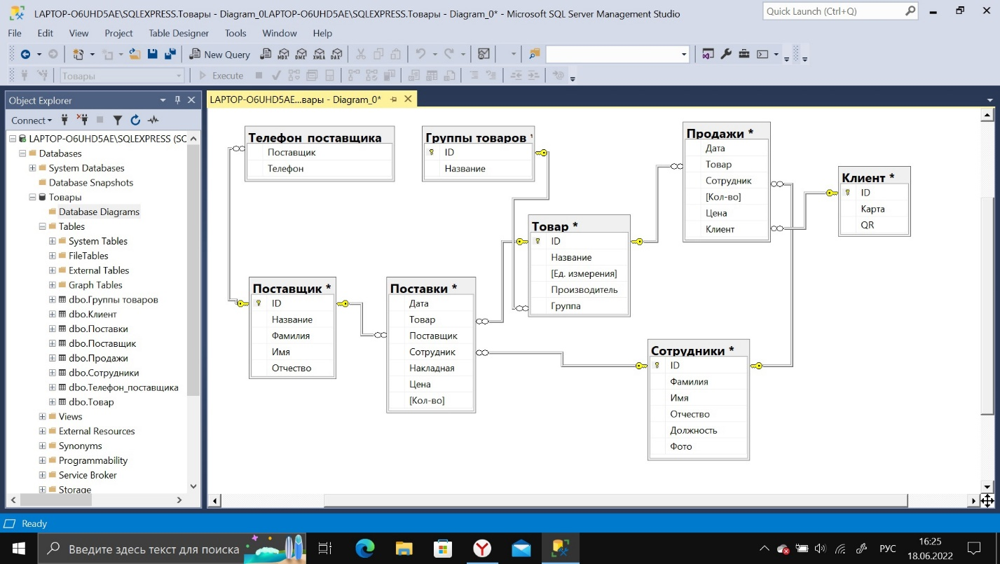 LAPTOP-O6UHD5AE\SQLEXPRESS.Товары - Diagram_0LAPTOP-O6UHD5AE\SQLEXPRESS.Товары - Diagram_0* - Microsoft SQL Server Management Studio
Quick Launch (Ctrl+Q)
File Edit View Project Table Designer Tools Window Help
New Query MDX DMX XMLA DAX
Товары Execute
Object Explorer
LAPTOP-O6UHD5AE...вары - Diagram_0*
Connect
LAPTOP-O6UHD5AE\SQLEXPRESS (SC
Databases
System Databases
Database Snapshots
Товары
Database Diagrams
Tables
System Tables
FileTables
External Tables
Graph Tables
dbo.Группы товаров
dbo.Клиент
dbo.Поставки
dbo.Поставщик
dbo.Продажи
dbo.Сотрудники
dbo.Телефон_поставщика
dbo.Товар
Views
External Resources
Synonyms
Programmability
Service Broker
Storage
Телефон_поставщика
Поставщик
Телефон
Группы товаров *
ID
Название
Продажи *
Дата
Товар
Сотрудник
[Кол-во]
Цена
Клиент
Клиент *
ID
Карта
QR
Товар *
ID
Название
[Ед. измерения]
Производитель
Группа
Поставщик *
ID
Название
Фамилия
Имя
Отчество
Поставки *
Дата
Товар
Поставщик
Сотрудник
Накладная
Цена
[Кол-во]
Сотрудники *
ID
Фамилия
Имя
Отчество
Должность
Фото
Ready
Введите здесь текст для поиска
РУС
16:25
18.06.2022